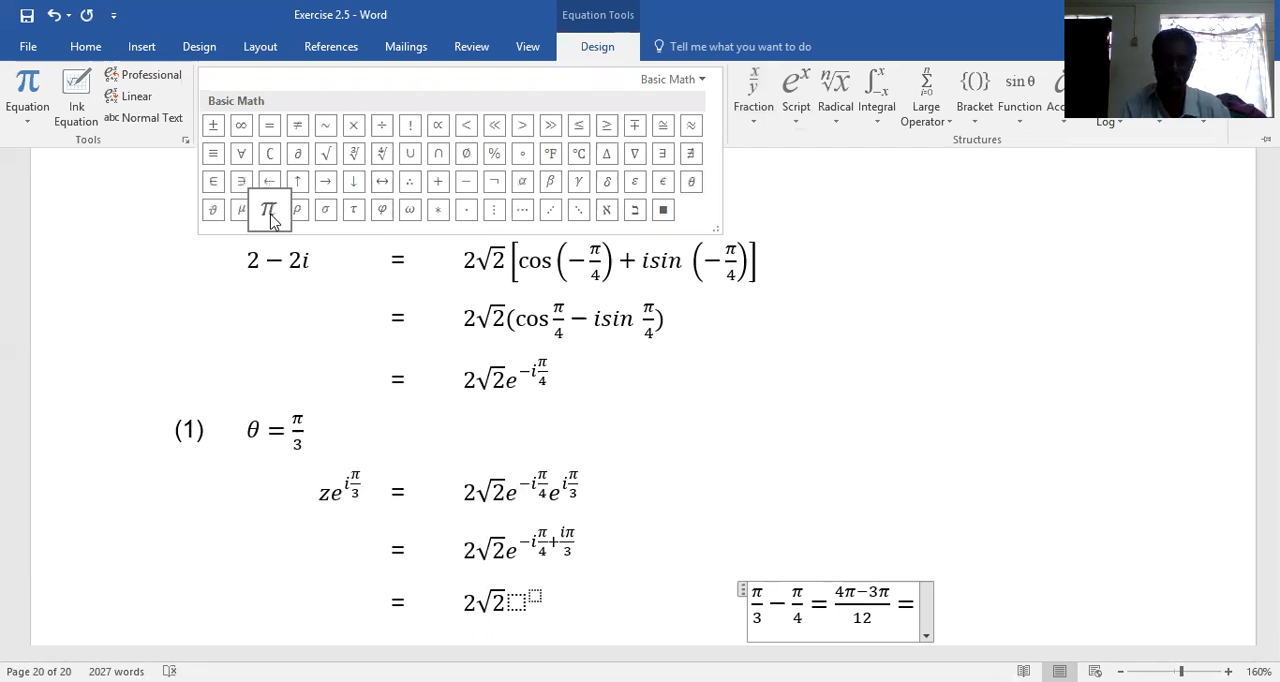 Exercise 2.5 - Word
Equation Tools
File Home Insert Design Layout References Mailings Review View Design Tell me what you want to do
Equation
Ink Equation
Professional
Linear
abc Normal Text
Tools
Basic Math
Basic Math
± ∞ = ≠ ~ × ÷ ! ∝ < ≪ > ≫ ≤ ≥ ∓ ≅ ≈
≡ ∀ ∁ ∂ √ ∛ ∜ ∪ ∩ ∅ % ° °F °C ∆ ∇ ∃ ∄
∈ ∋ ← ↑ → ↓ ↔ ∴ + − ¬ α β γ δ ε ϵ θ
ϑ μ π ρ σ τ φ ω ∗ ∙ ⋮ ⋯ ⋰ ⋱ ℵ ℶ ■
Fraction Script Radical Integral Large Operator Bracket Function
Structures
2 − 2i = 2√2 [cos (−π/4) + isin (−π/4)]
= 2√2(cos π/4 − isin π/4)
= 2√2e^{−iπ/4}
(1) θ = π/3
ze^{iπ/3} = 2√2e^{−iπ/4}e^{iπ/3}
= 2√2e^{−iπ/4+iπ/3}
= 2√2
π/3 − π/4 = (4π−3π)/12 =
Page 20 of 20 2027 words
160%